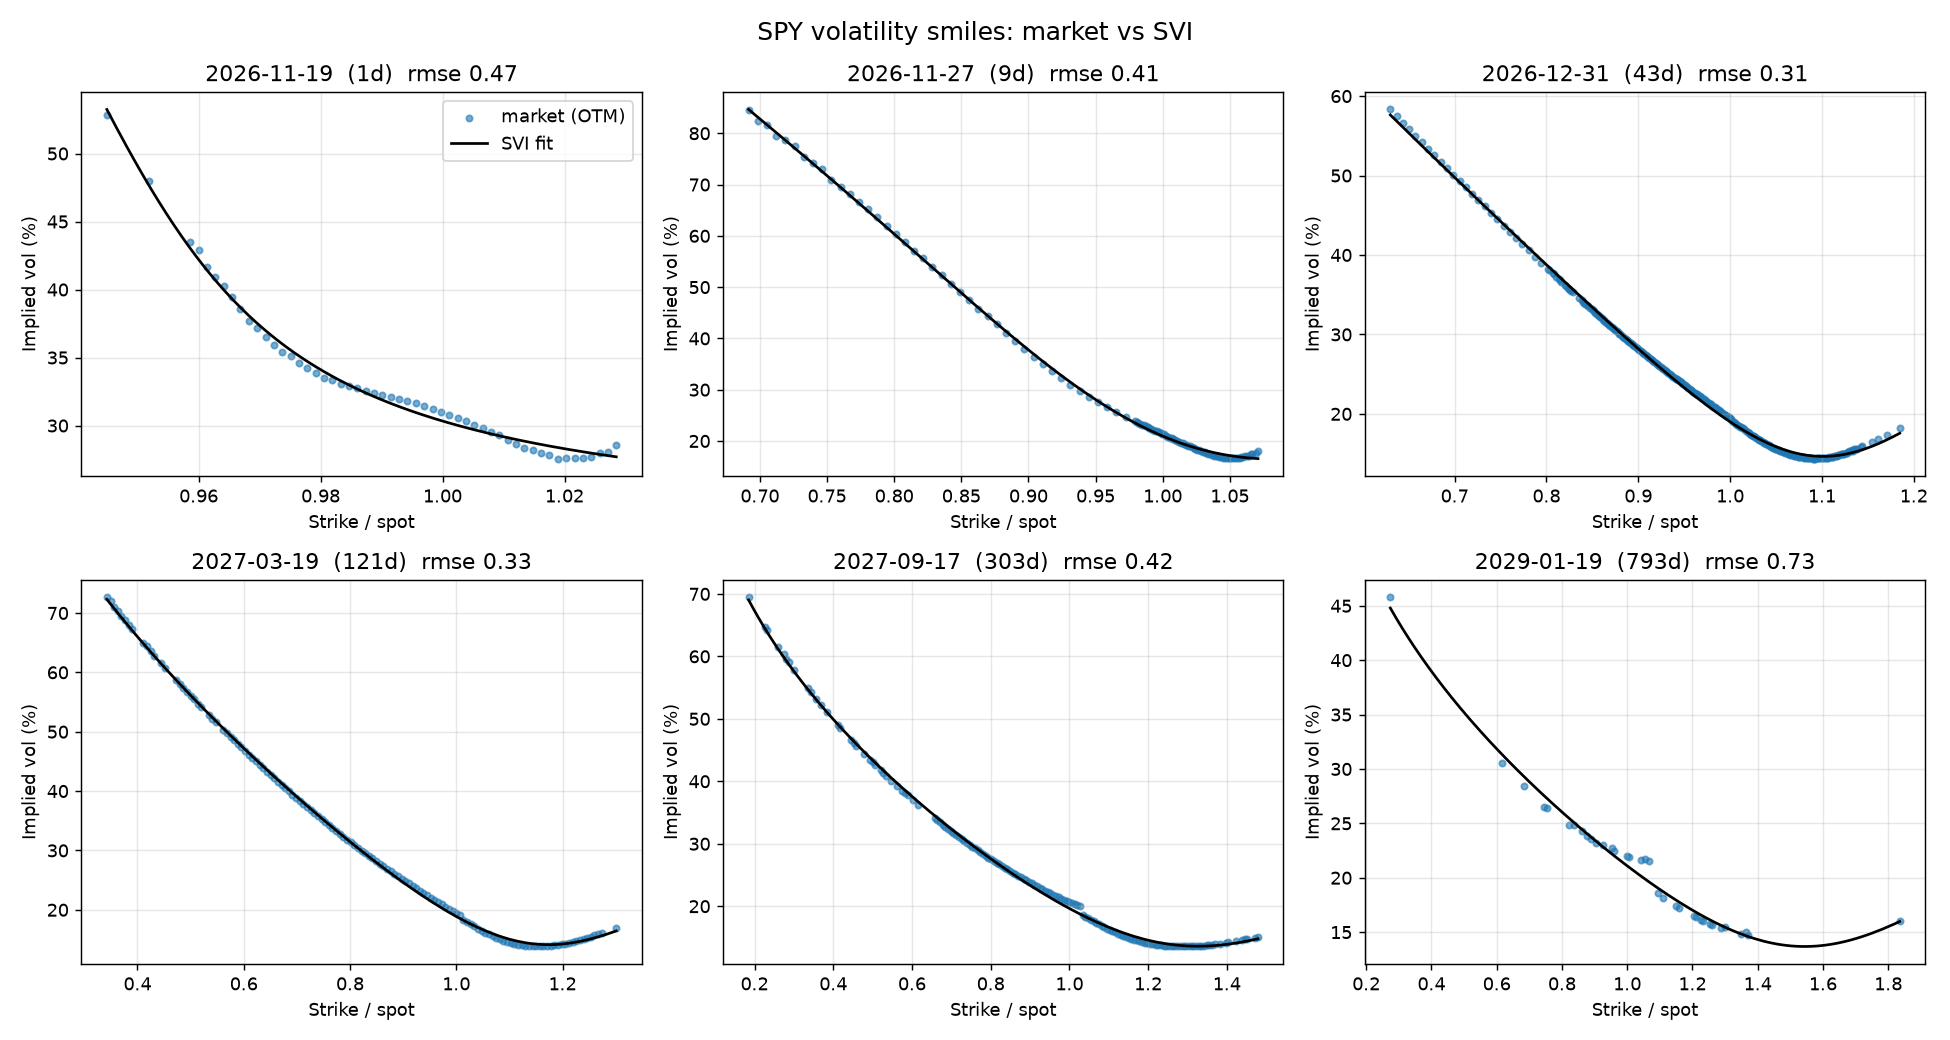 SPY volatility smiles: market vs SVI
2026-11-19  (1d)  rmse 0.47
market (OTM)
SVI fit
Implied vol (%)
50
45
40
35
30
0.96 0.98 1.00 1.02
Strike / spot
2026-11-27  (9d)  rmse 0.41
Implied vol (%)
80
70
60
50
40
30
20
0.70 0.75 0.80 0.85 0.90 0.95 1.00 1.05
Strike / spot
2026-12-31  (43d)  rmse 0.31
Implied vol (%)
60
50
40
30
20
0.7 0.8 0.9 1.0 1.1 1.2
Strike / spot
2027-03-19  (121d)  rmse 0.33
Implied vol (%)
70
60
50
40
30
20
0.4 0.6 0.8 1.0 1.2
Strike / spot
2027-09-17  (303d)  rmse 0.42
Implied vol (%)
70
60
50
40
30
20
0.2 0.4 0.6 0.8 1.0 1.2 1.4
Strike / spot
2029-01-19  (793d)  rmse 0.73
Implied vol (%)
45
40
35
30
25
20
15
0.2 0.4 0.6 0.8 1.0 1.2 1.4 1.6 1.8
Strike / spot